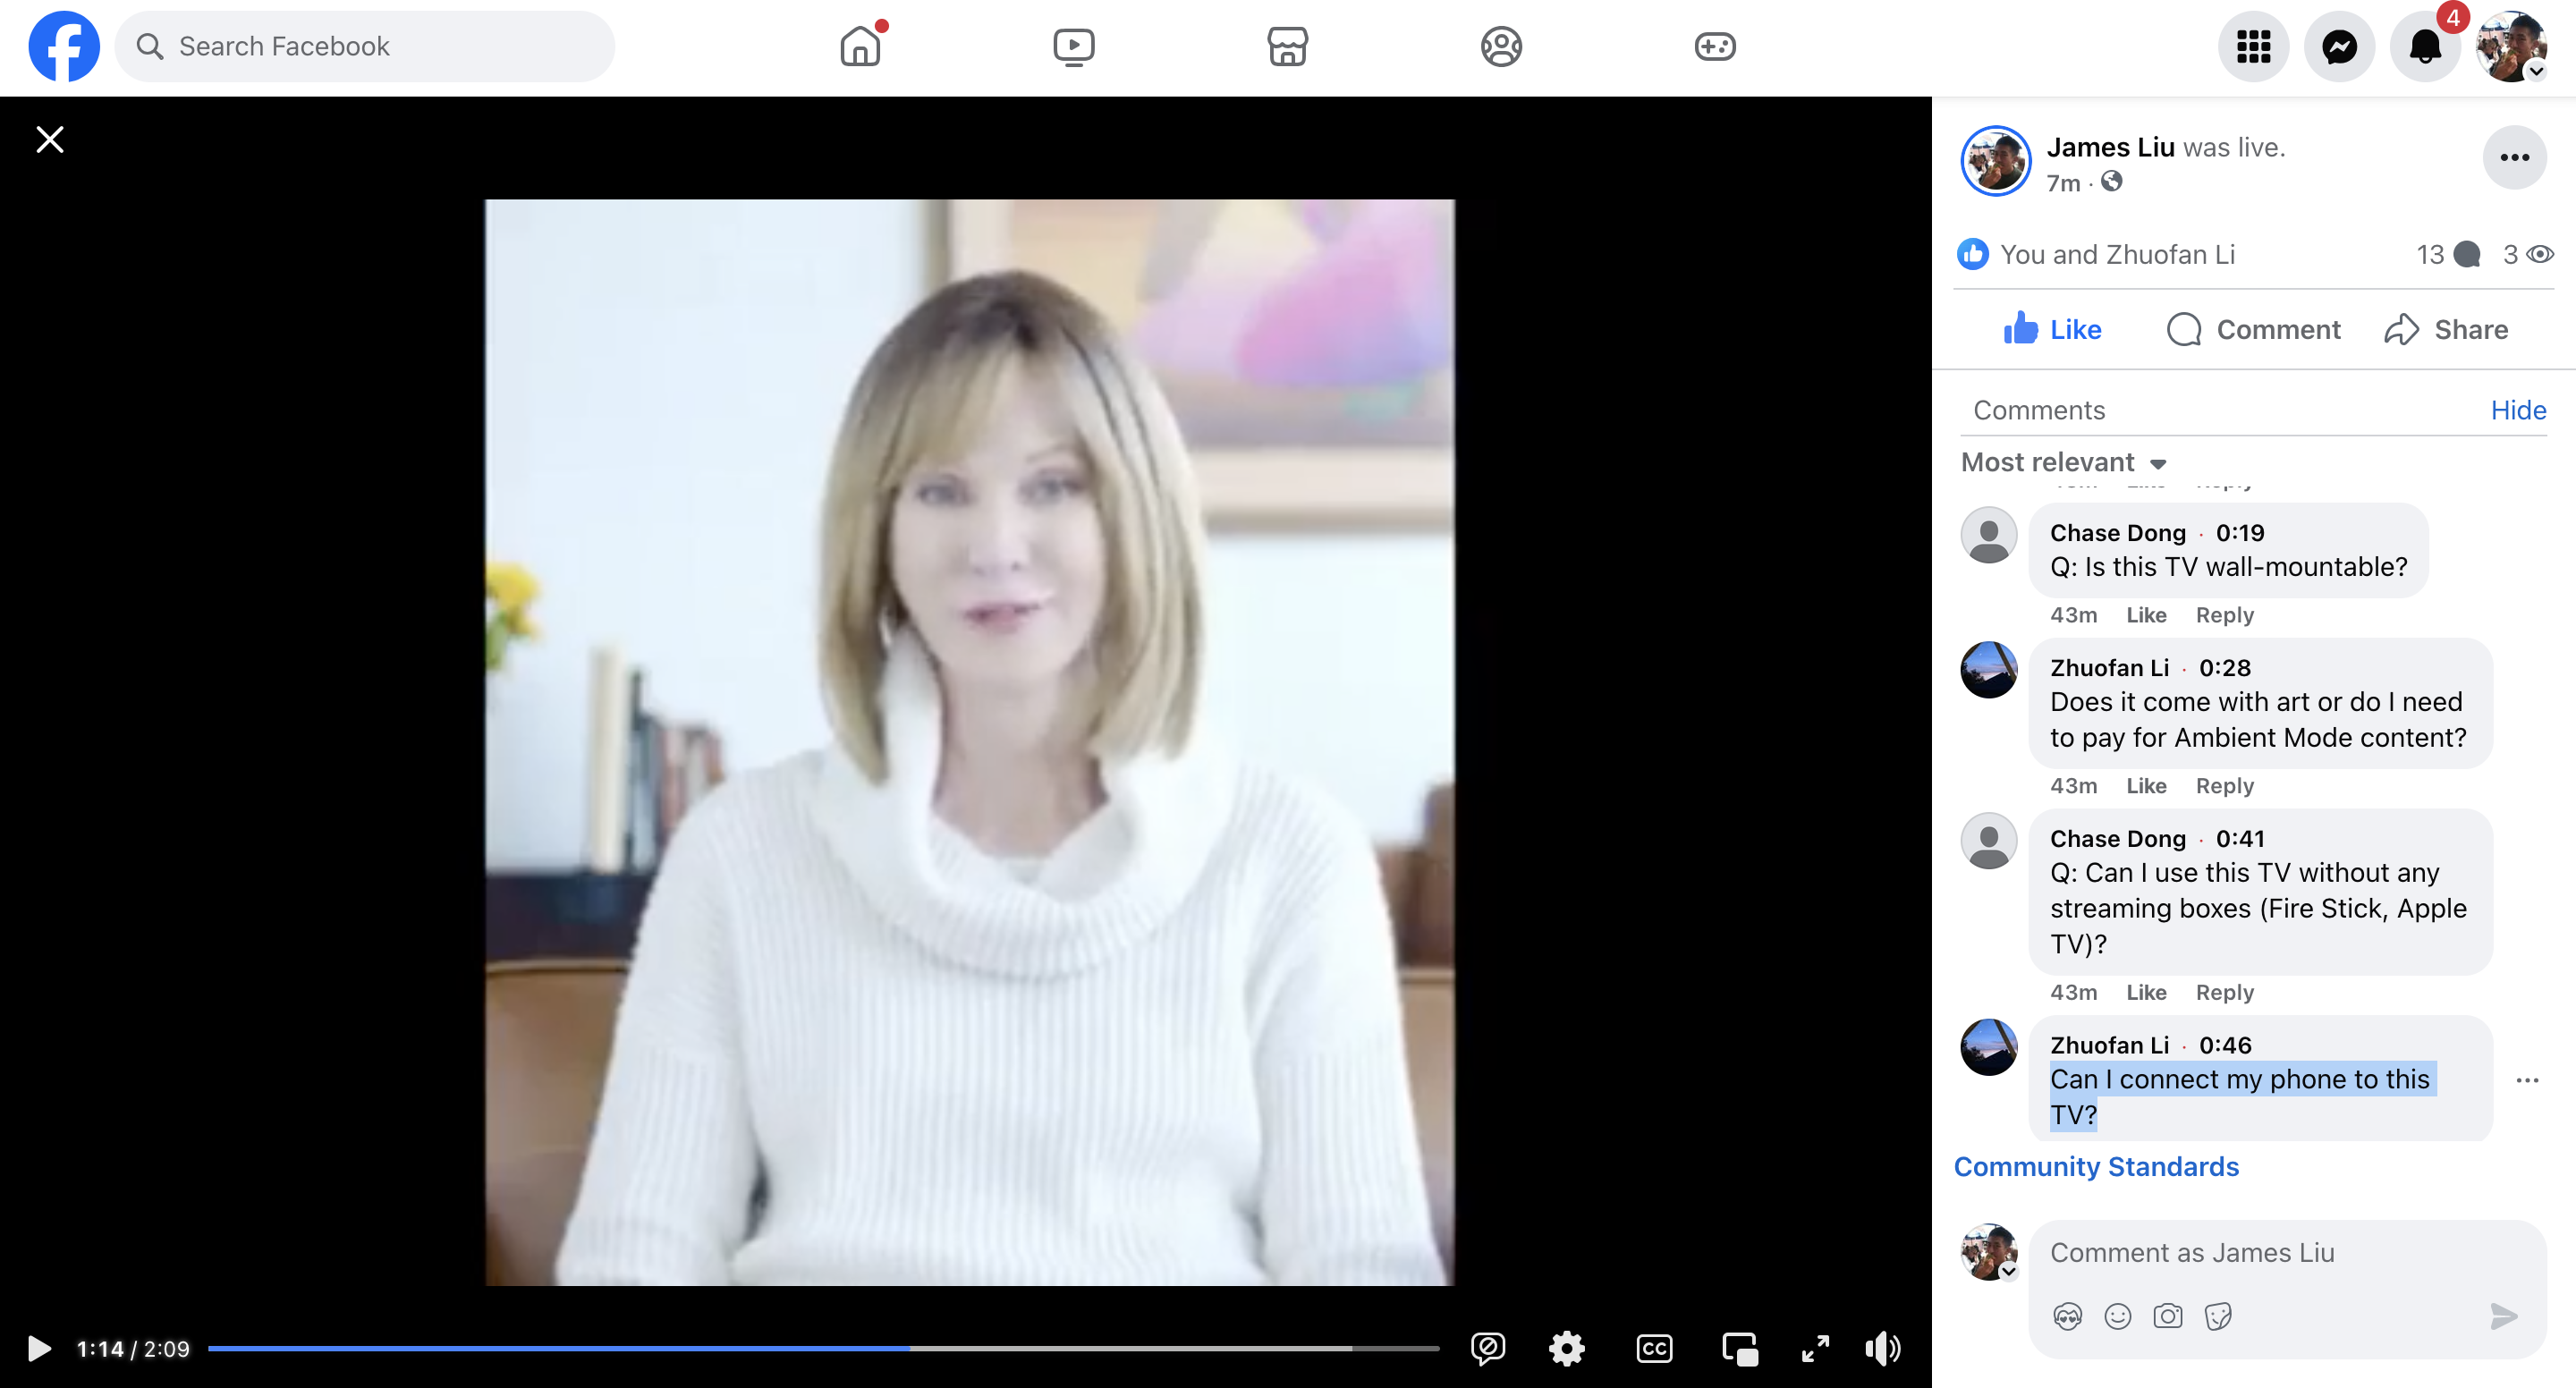 Search Facebook
4
James Liu was live.
7m ·
You and Zhuofan Li
13
3
Like
Comment
Share
Comments
Hide
Most relevant
Chase Dong · 0:19
Q: Is this TV wall-mountable?
43m Like Reply
Zhuofan Li · 0:28
Does it come with art or do I need
to pay for Ambient Mode content?
43m Like Reply
Chase Dong · 0:41
Q: Can I use this TV without any
streaming boxes (Fire Stick, Apple
TV)?
43m Like Reply
Zhuofan Li · 0:46
Can I connect my phone to this
TV?
Community Standards
Comment as James Liu
1:14 / 2:09
CC